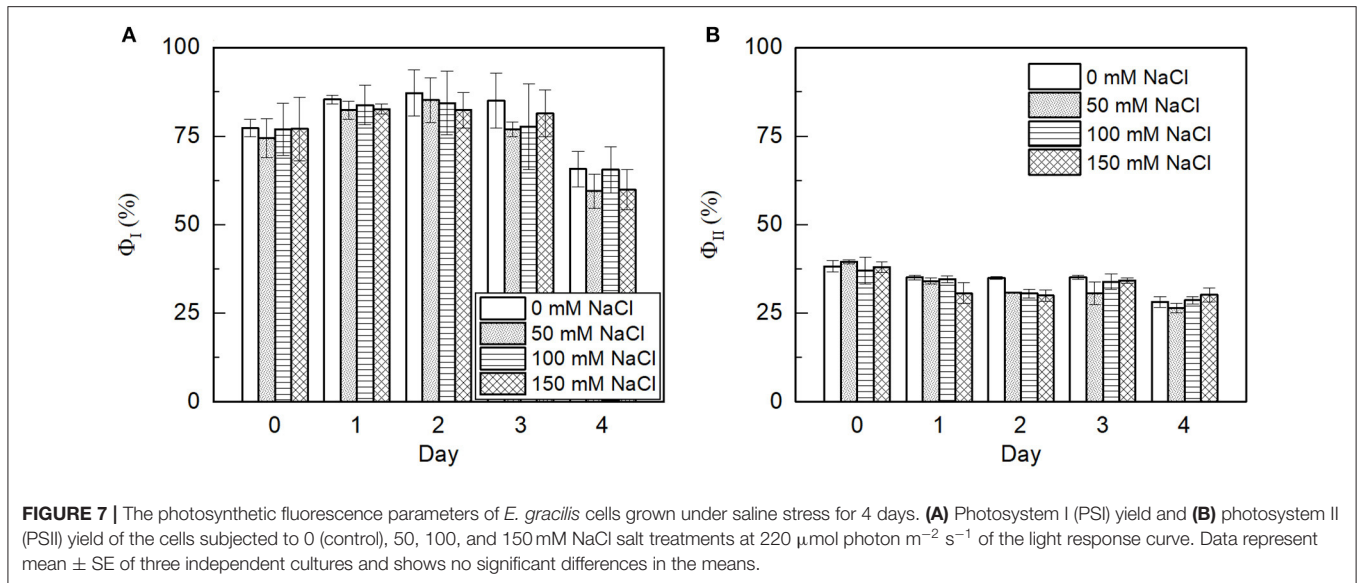 A
100
75
50
25
0
Φ_I (%)
0 mM NaCl
50 mM NaCl
100 mM NaCl
150 mM NaCl
0 1 2 3 4
Day
B
100
75
50
25
0
Φ_II (%)
0 mM NaCl
50 mM NaCl
100 mM NaCl
150 mM NaCl
0 1 2 3 4
Day
FIGURE 7 | The photosynthetic fluorescence parameters of E. gracilis cells grown under saline stress for 4 days. (A) Photosystem I (PSI) yield and (B) photosystem II
(PSII) yield of the cells subjected to 0 (control), 50, 100, and 150 mM NaCl salt treatments at 220 μmol photon m⁻² s⁻¹ of the light response curve. Data represent
mean ± SE of three independent cultures and shows no significant differences in the means.